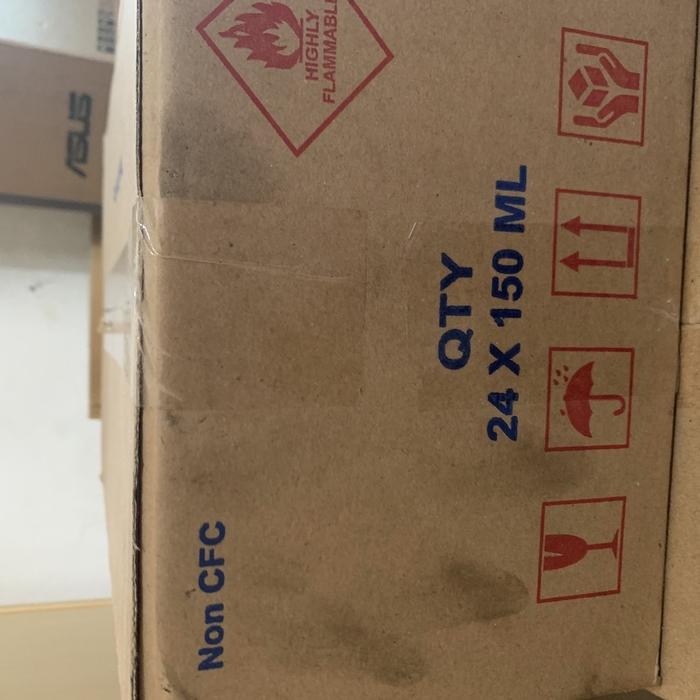 Non CFC
HIGHLY
FLAMMABLE
QTY
24 X 150 ML
ASUS